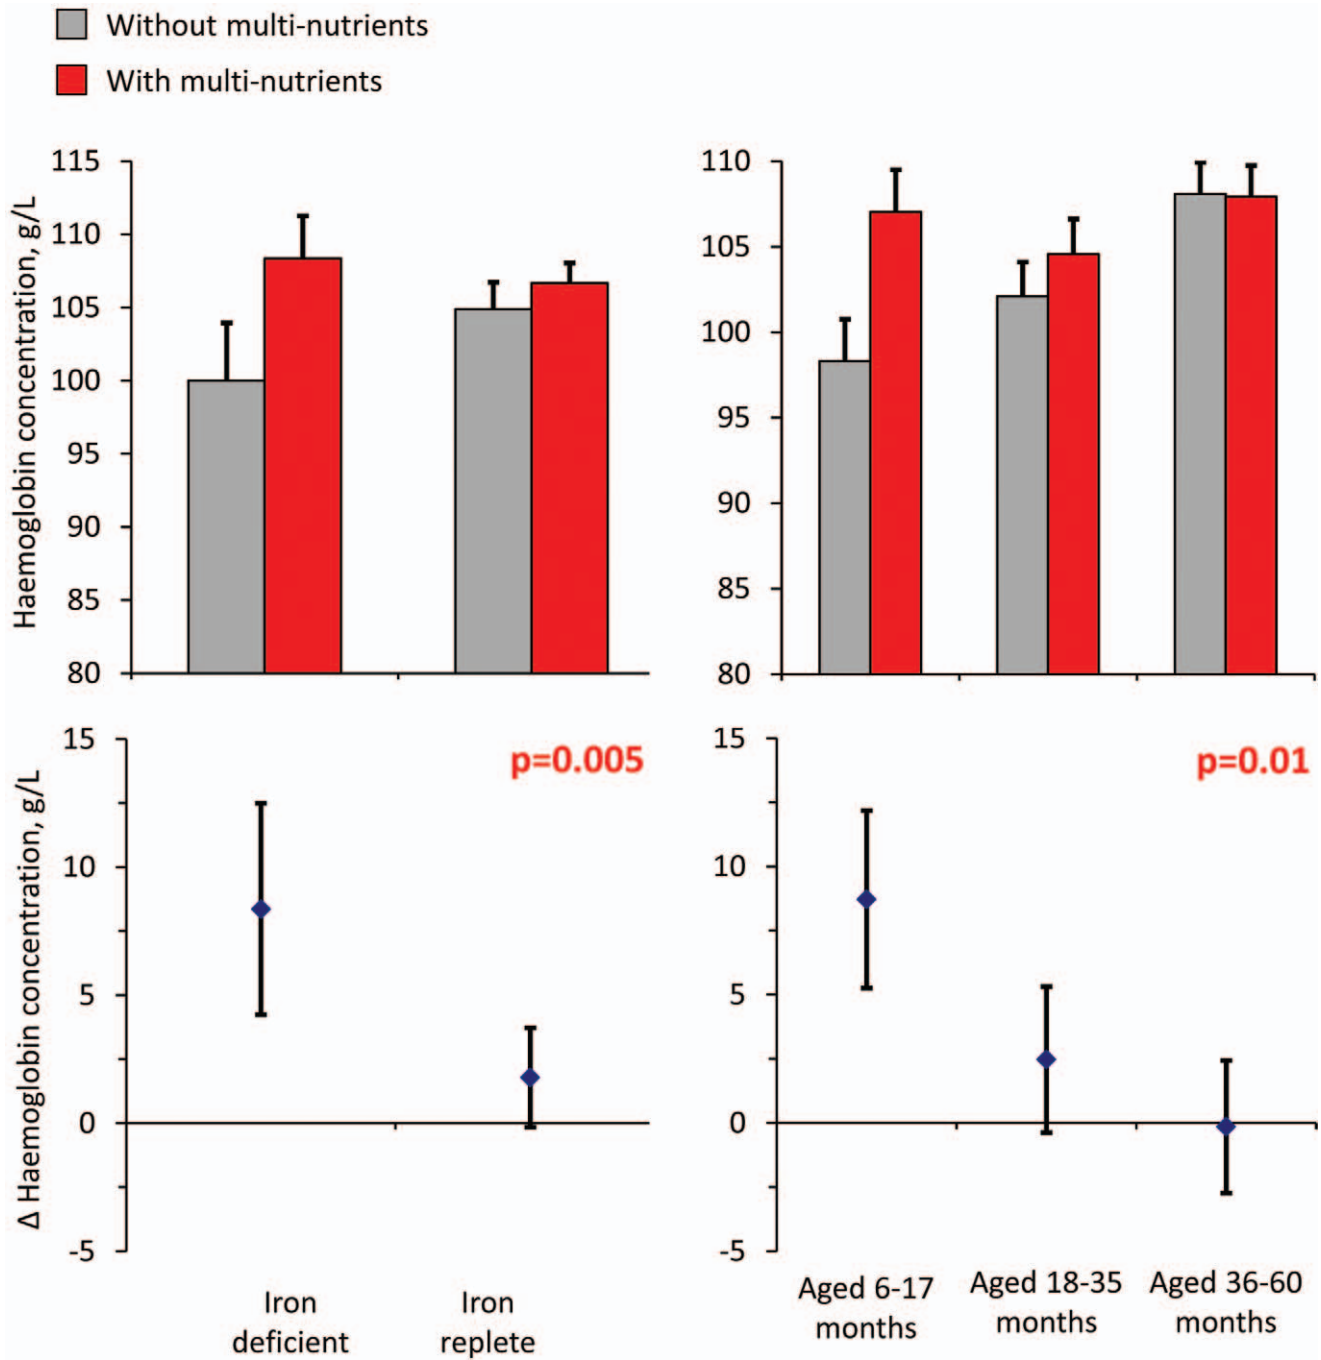 Without multi-nutrients
With multi-nutrients
Haemoglobin concentration, g/L
115
110
105
100
95
90
85
80
110
105
100
95
90
85
80
Δ Haemoglobin concentration, g/L
15
10
5
0
-5
p=0.005
15
10
5
0
-5
p=0.01
Iron
deficient
Iron
replete
Aged 6-17
months
Aged 18-35
months
Aged 36-60
months